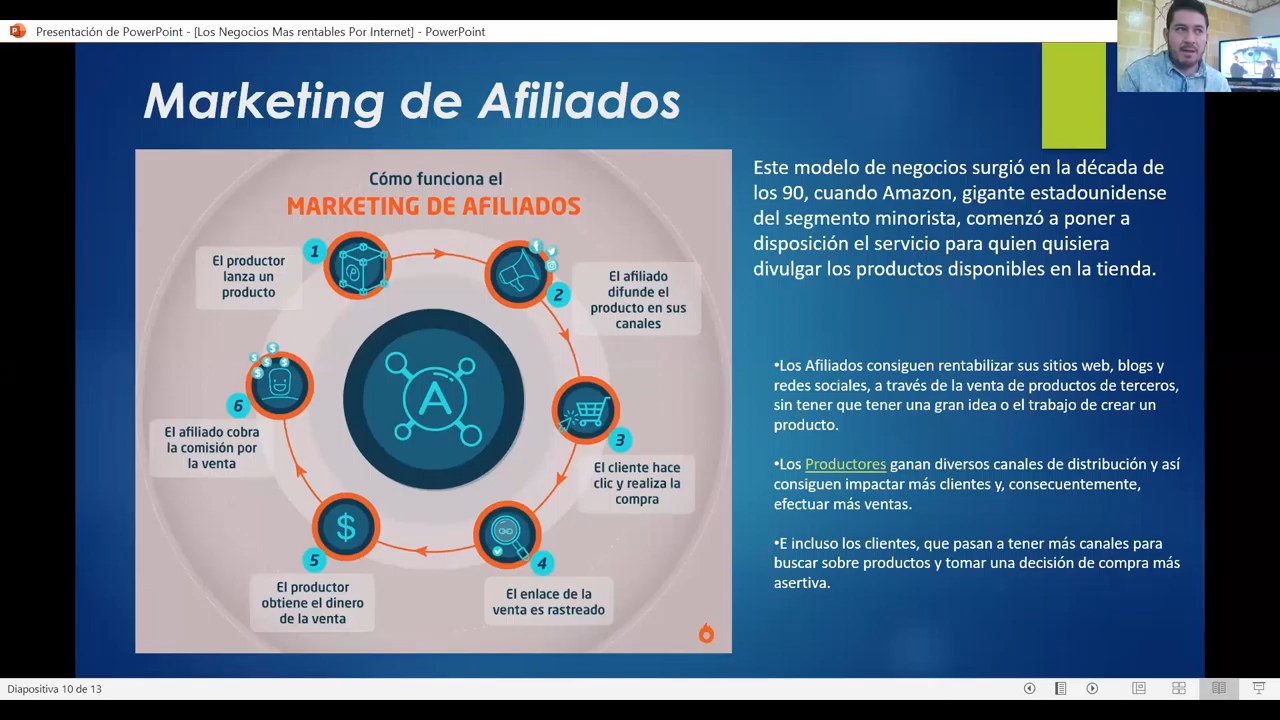 Presentación de PowerPoint - [Los Negocios Mas rentables Por Internet] - PowerPoint
Marketing de Afiliados
Cómo funciona el
MARKETING DE AFILIADOS
1
El productor
lanza un
producto
2
El afiliado
difunde el
producto en sus
canales
3
El cliente hace
clic y realiza la
compra
4
El enlace de la
venta es rastreado
5
El productor
obtiene el dinero
de la venta
6
El afiliado cobra
la comisión por
la venta
A
$
Este modelo de negocios surgió en la década de
los 90, cuando Amazon, gigante estadounidense
del segmento minorista, comenzó a poner a
disposición el servicio para quien quisiera
divulgar los productos disponibles en la tienda.
•Los Afiliados consiguen rentabilizar sus sitios web, blogs y
redes sociales, a través de la venta de productos de terceros,
sin tener que tener una gran idea o el trabajo de crear un
producto.
•Los Productores ganan diversos canales de distribución y así
consiguen impactar más clientes y, consecuentemente,
efectuar más ventas.
•E incluso los clientes, que pasan a tener más canales para
buscar sobre productos y tomar una decisión de compra más
asertiva.
Diapositiva 10 de 13